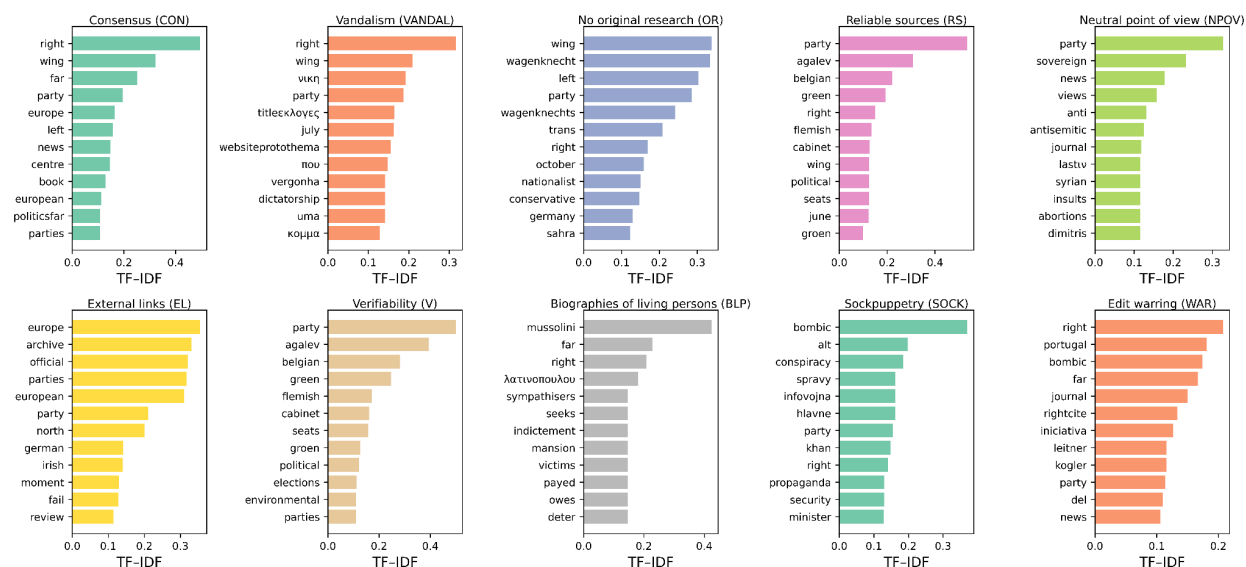 Consensus (CON)
right
wing
far
party
europe
left
news
centre
book
european
politicsfar
parties
0.0 0.2 0.4
TF–IDF
Vandalism (VANDAL)
right
wing
νικη
party
titleεκλογες
july
websiteprotothema
που
vergonha
dictatorship
uma
κομμα
0.0 0.1 0.2 0.3
TF–IDF
No original research (OR)
wing
wagenknecht
left
party
wagenknechts
trans
right
october
nationalist
conservative
germany
sahra
0.0 0.1 0.2 0.3
TF–IDF
Reliable sources (RS)
party
agalev
belgian
green
right
flemish
cabinet
wing
political
seats
june
groen
0.0 0.2 0.4
TF–IDF
Neutral point of view (NPOV)
party
sovereign
news
views
anti
antisemitic
journal
lastιν
syrian
insults
abortions
dimitris
0.0 0.1 0.2 0.3
TF–IDF
External links (EL)
europe
archive
official
parties
european
party
north
german
irish
moment
fail
review
0.0 0.1 0.2 0.3
TF–IDF
Verifiability (V)
party
agalev
belgian
green
flemish
cabinet
seats
groen
political
elections
environmental
parties
0.0 0.2 0.4
TF–IDF
Biographies of living persons (BLP)
mussolini
far
right
λατινοπουλου
sympathisers
seeks
indictement
mansion
victims
payed
owes
deter
0.0 0.2 0.4
TF–IDF
Sockpuppetry (SOCK)
bombic
alt
conspiracy
spravy
infovojna
hlavne
party
khan
right
propaganda
security
minister
0.0 0.1 0.2 0.3
TF–IDF
Edit warring (WAR)
right
portugal
bombic
far
journal
rightcite
iniciativa
leitner
kogler
party
del
news
0.0 0.1 0.2
TF–IDF